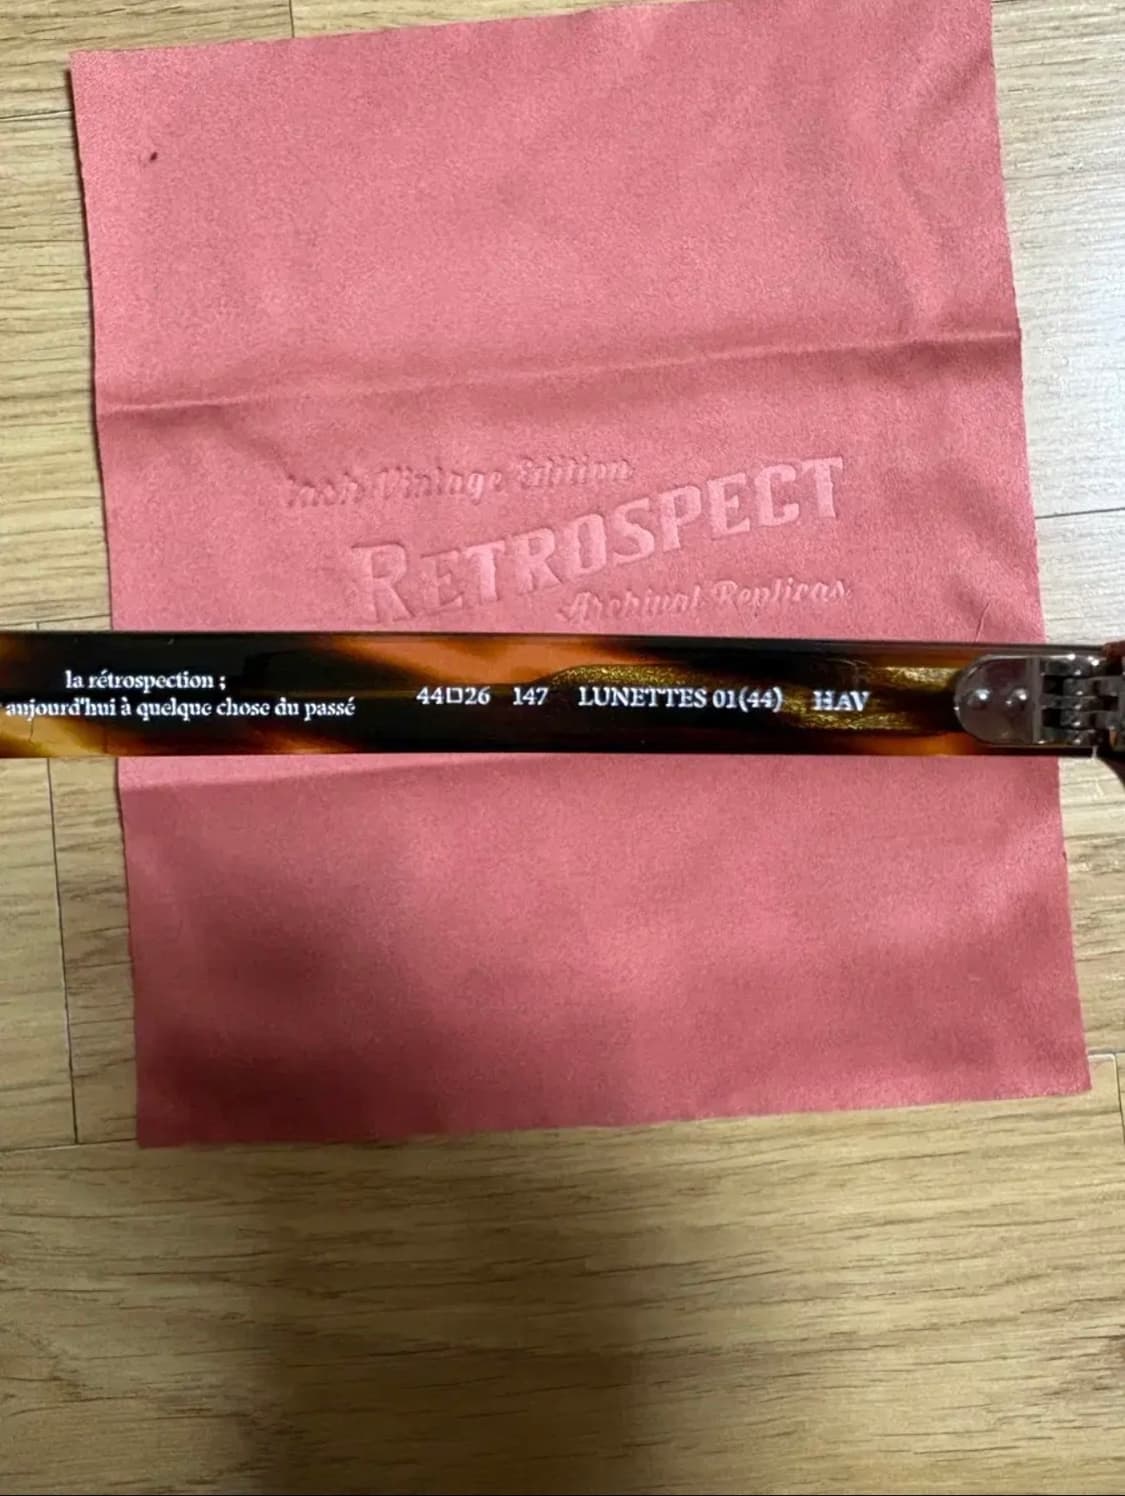 Vintage Edition
RETROSPECT
Archival Replicas
la rétrospection ;
aujourd'hui à quelque chose du passé
44□26 147 LUNETTES 01(44) HAV